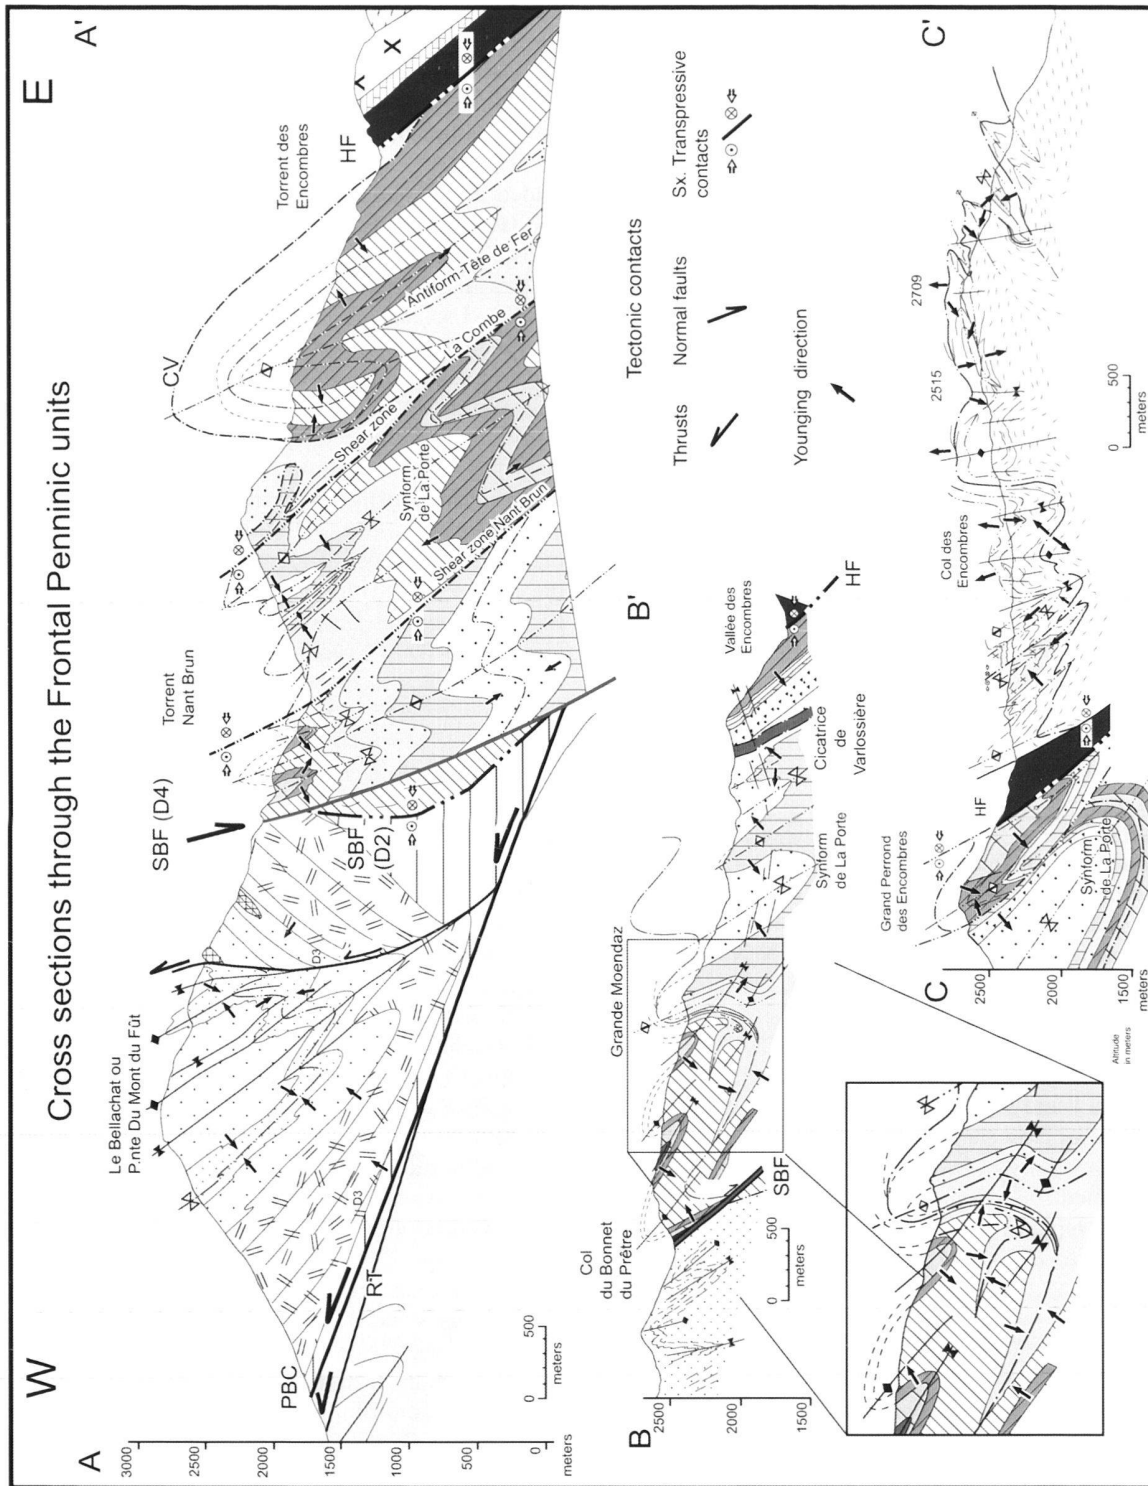 Cross sections through the Frontal Penninic units
W
E
A
A'
3000
2500
2000
1500
1000
500
0
meters
PBC
RT
0
500
meters
Le Bellachat ou
P.nte Du Mont du Fût
D3
D3
SBF (D4)
SBF
(D2)
Torrent
Nant Brun
Shear zone Nant Brun
Synform
de La Porte
Shear zone
La Combe
CV
Antiform Tête de Fer
Torrent des
Encombres
HF
X
B
B'
2500
2000
1500
Col
du Bonnet
du Prêtre
0
500
meters
SBF
Grande Moendaz
Synform
de La Porte
Cicatrice
de
Varlossière
Vallée des
Encombres
HF
Tectonic contacts
Thrusts
Normal faults
Sx. Transpressive
contacts
Younging direction
C
C'
2500
2000
1500
meters
Altitude
in meters
Grand Perrond
des Encombres
HF
Synform
de La Porte
Col des
Encombres
2515
2709
0
500
meters